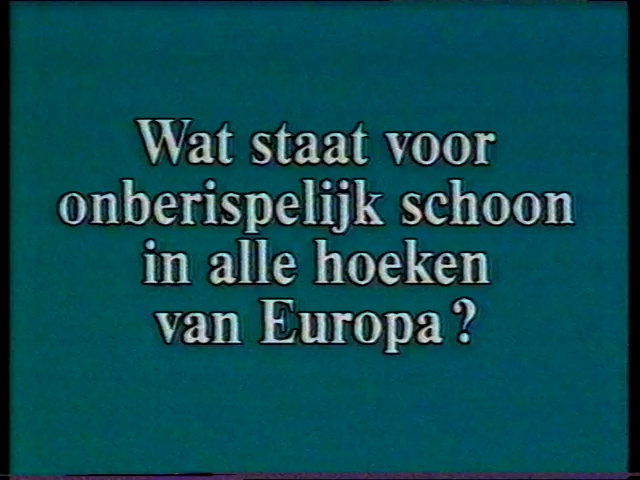 Wat staat voor
onberispelijk schoon
in alle hoeken
van Europa ?